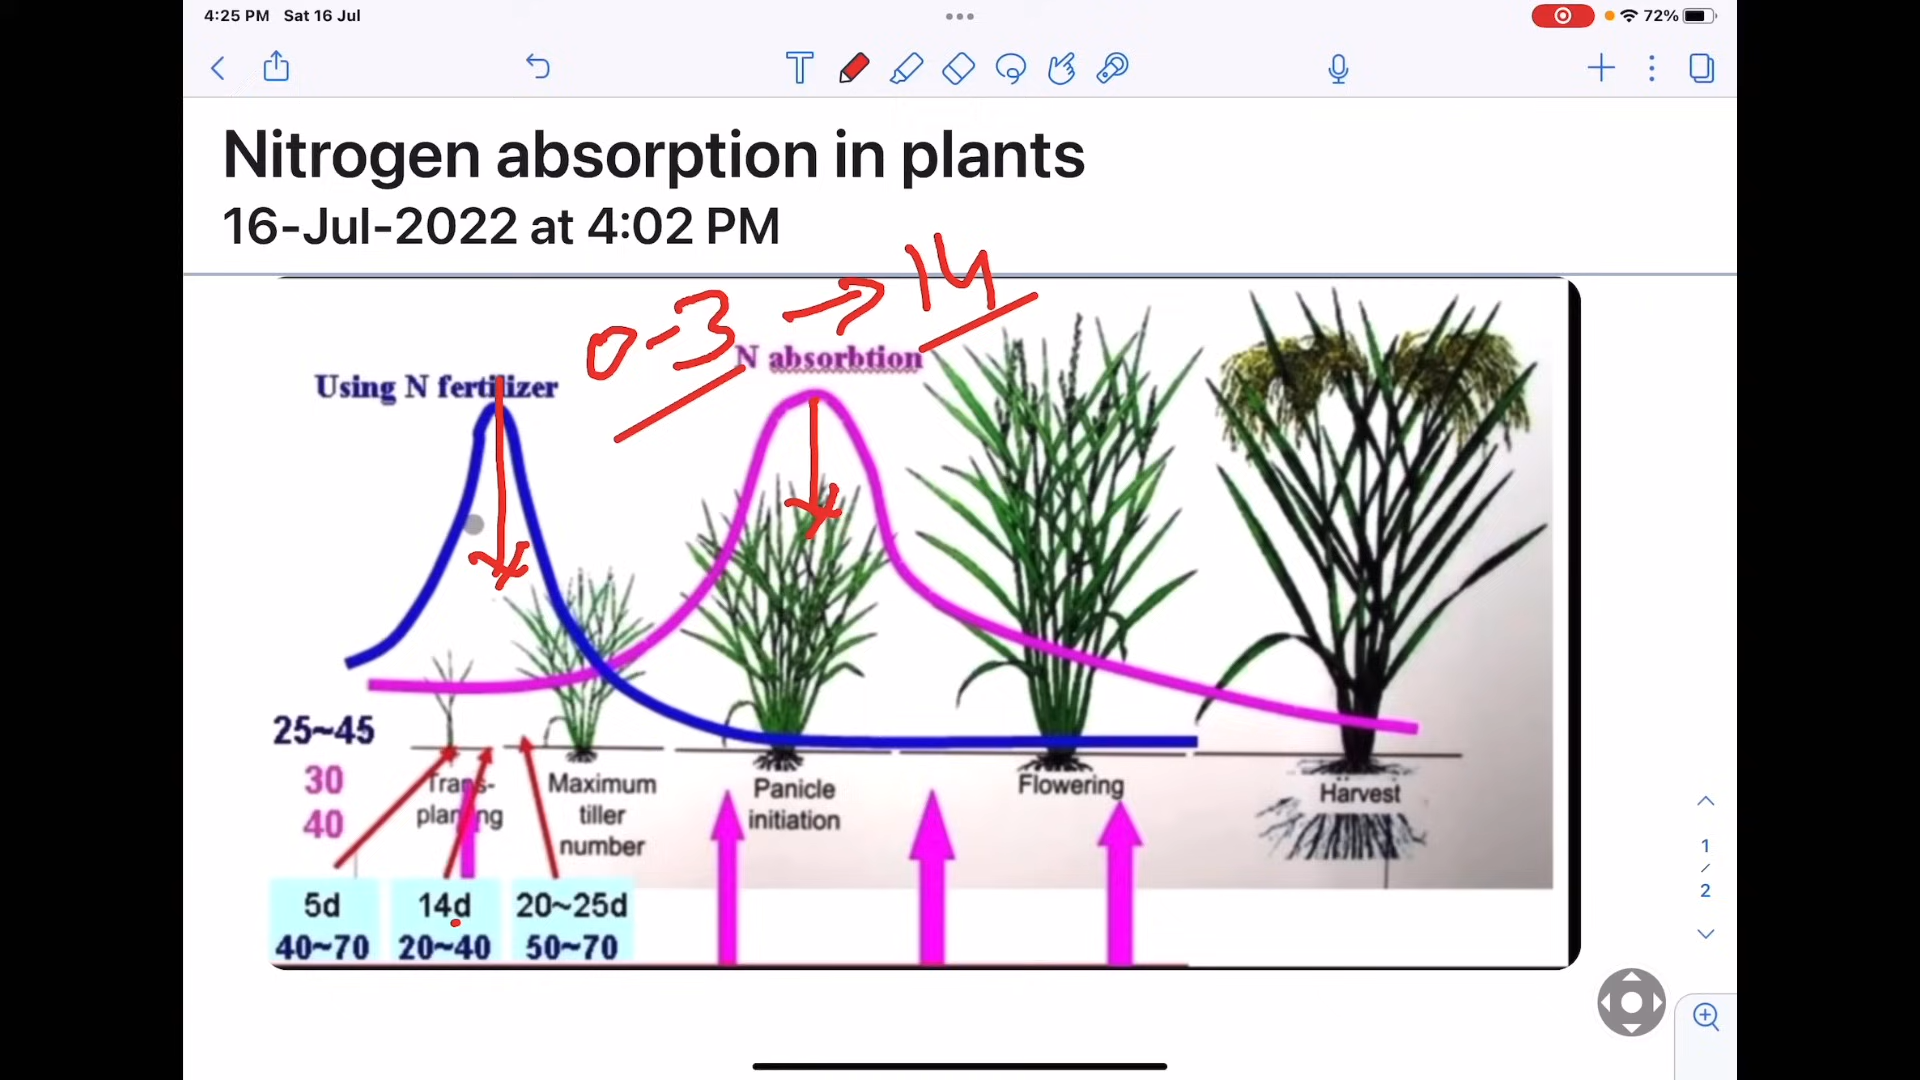 4:25 PM Sat 16 Jul
72%
T
Nitrogen absorption in plants
16-Jul-2022 at 4:02 PM
0-3 → 14
N absorbtion
Using N fertilizer
25~45
30
40
Trans-
planting
Maximum
tiller
number
Panicle
initiation
Flowering
Harvest
1
/
2
5d
40~70
14d
20~40
20~25d
50~70